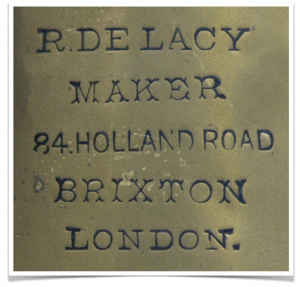 R. DE LACY
MAKER
84. HOLLAND ROAD
BRIXTON
LONDON.